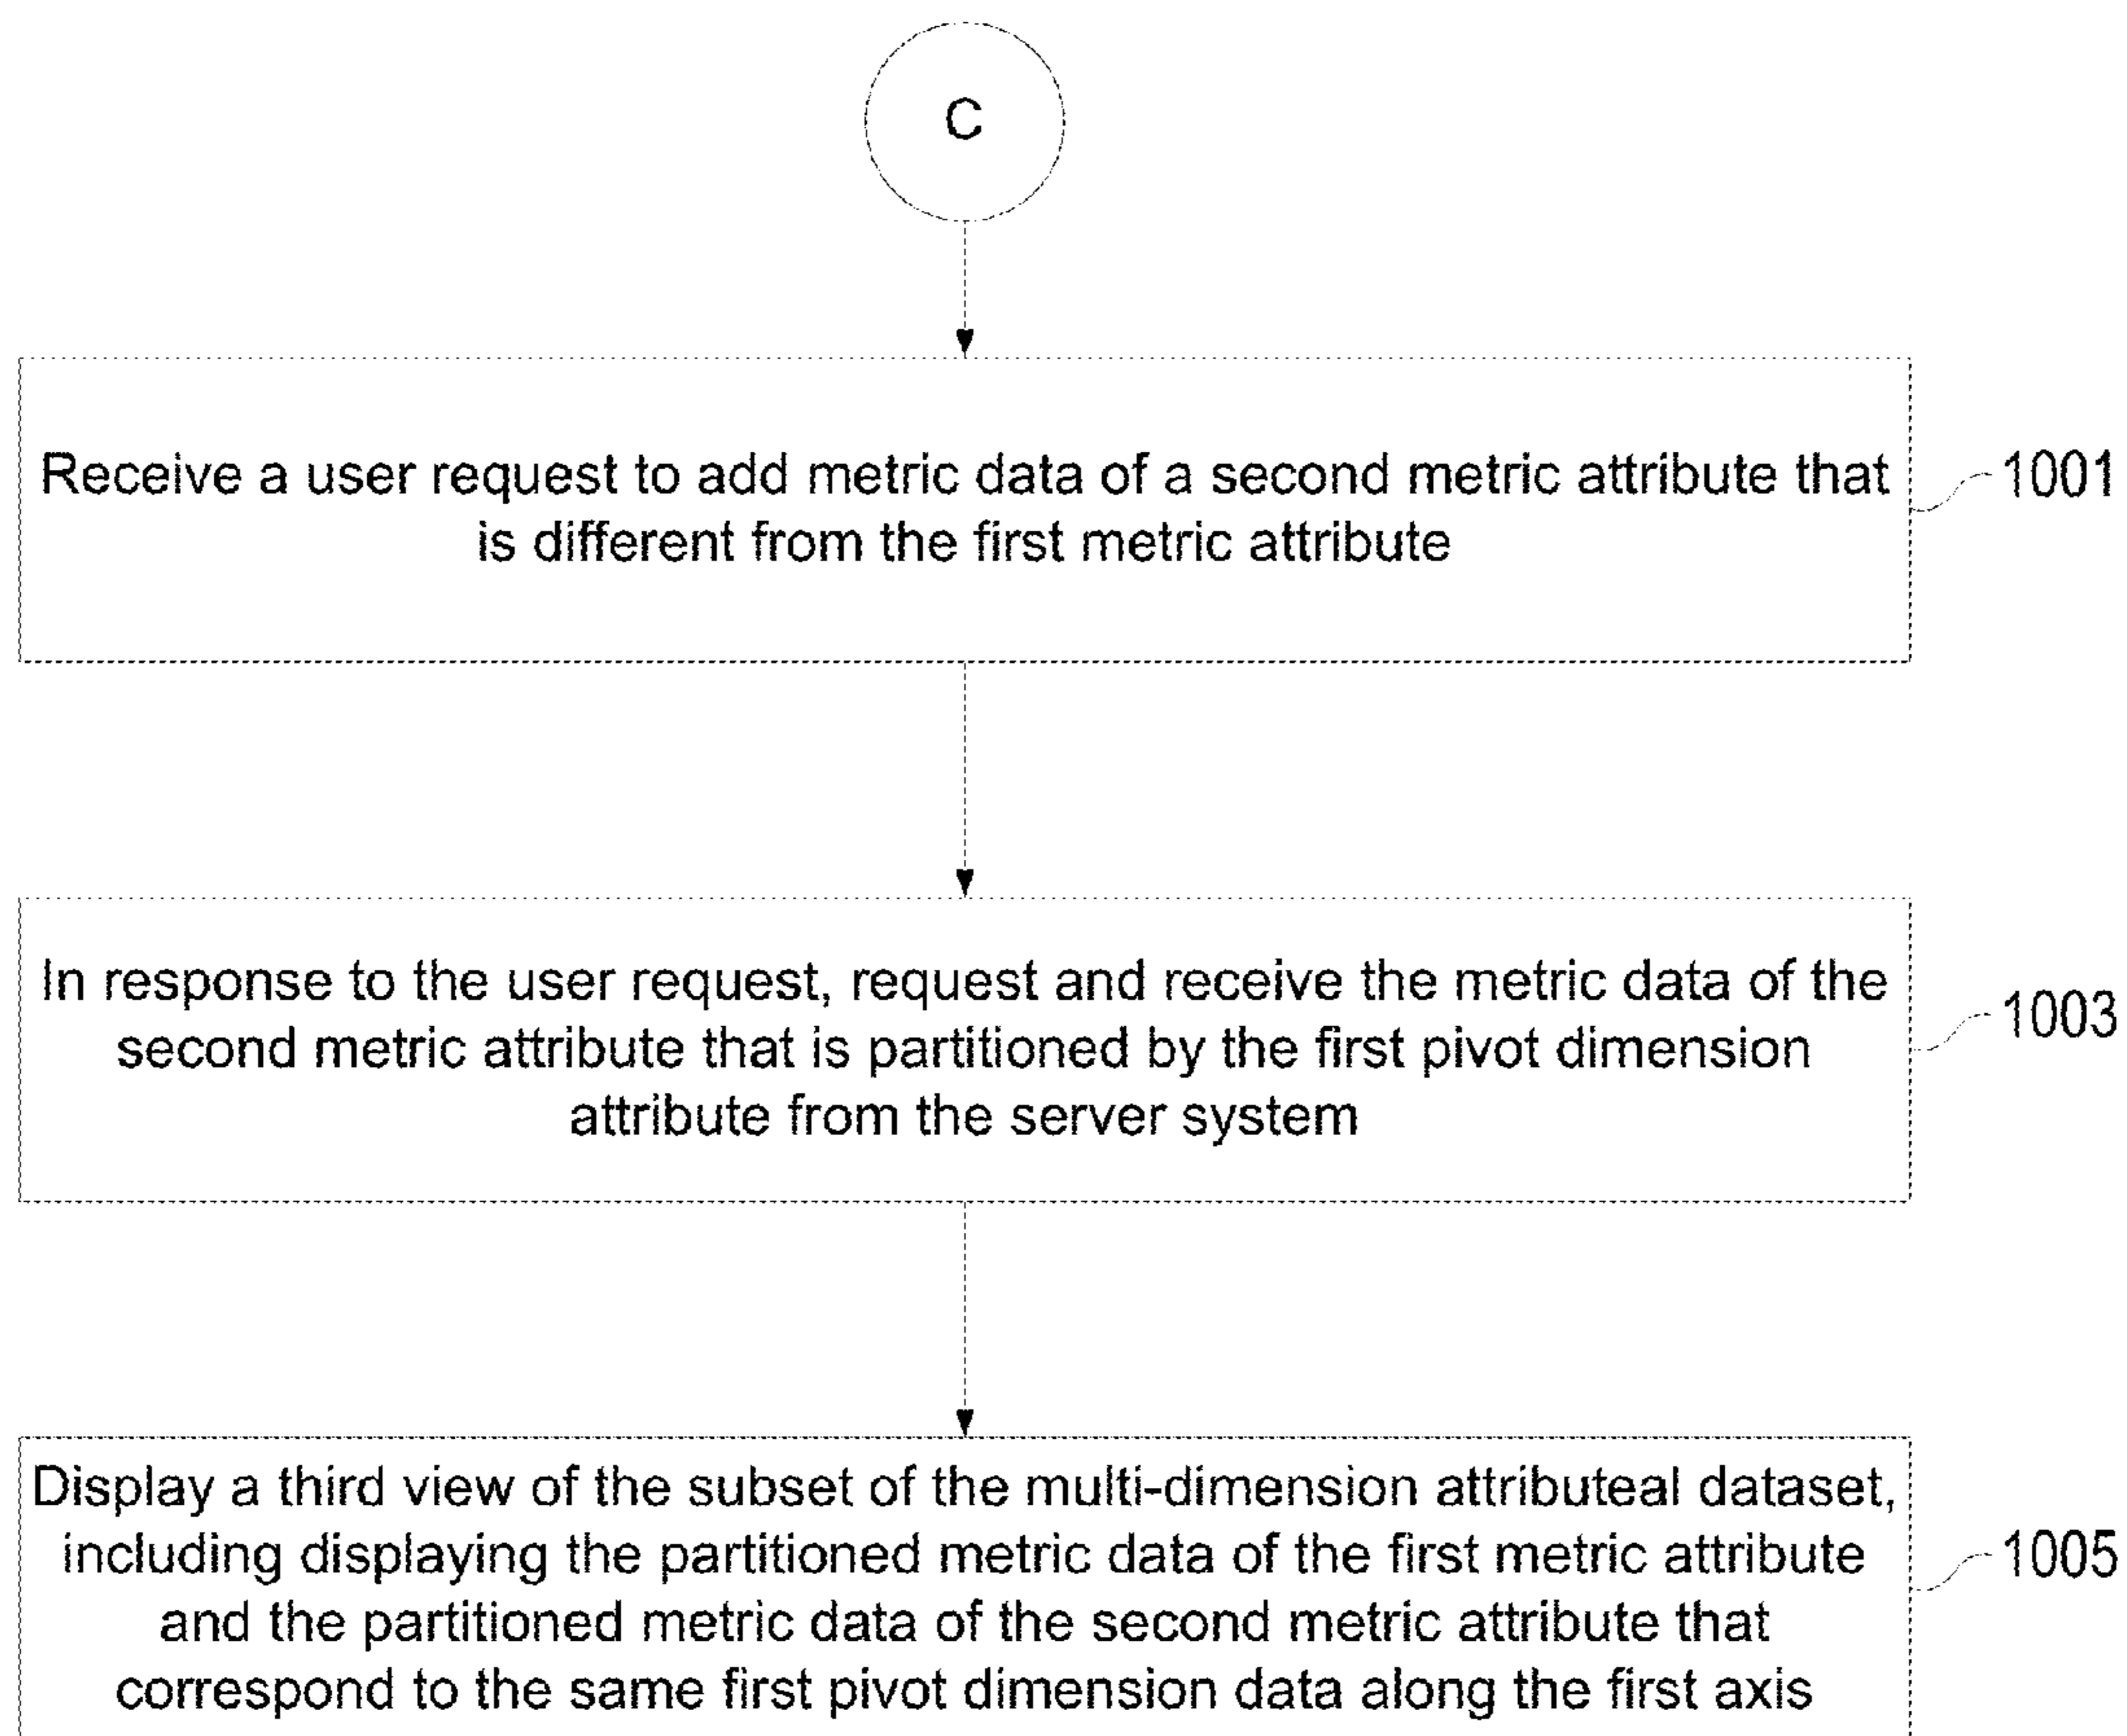 C
Receive a user request to add metric data of a second metric attribute that
is different from the first metric attribute
1001
In response to the user request, request and receive the metric data of the
second metric attribute that is partitioned by the first pivot dimension
attribute from the server system
1003
Display a third view of the subset of the multi-dimension attributeal dataset,
including displaying the partitioned metric data of the first metric attribute
and the partitioned metric data of the second metric attribute that
correspond to the same first pivot dimension data along the first axis
1005